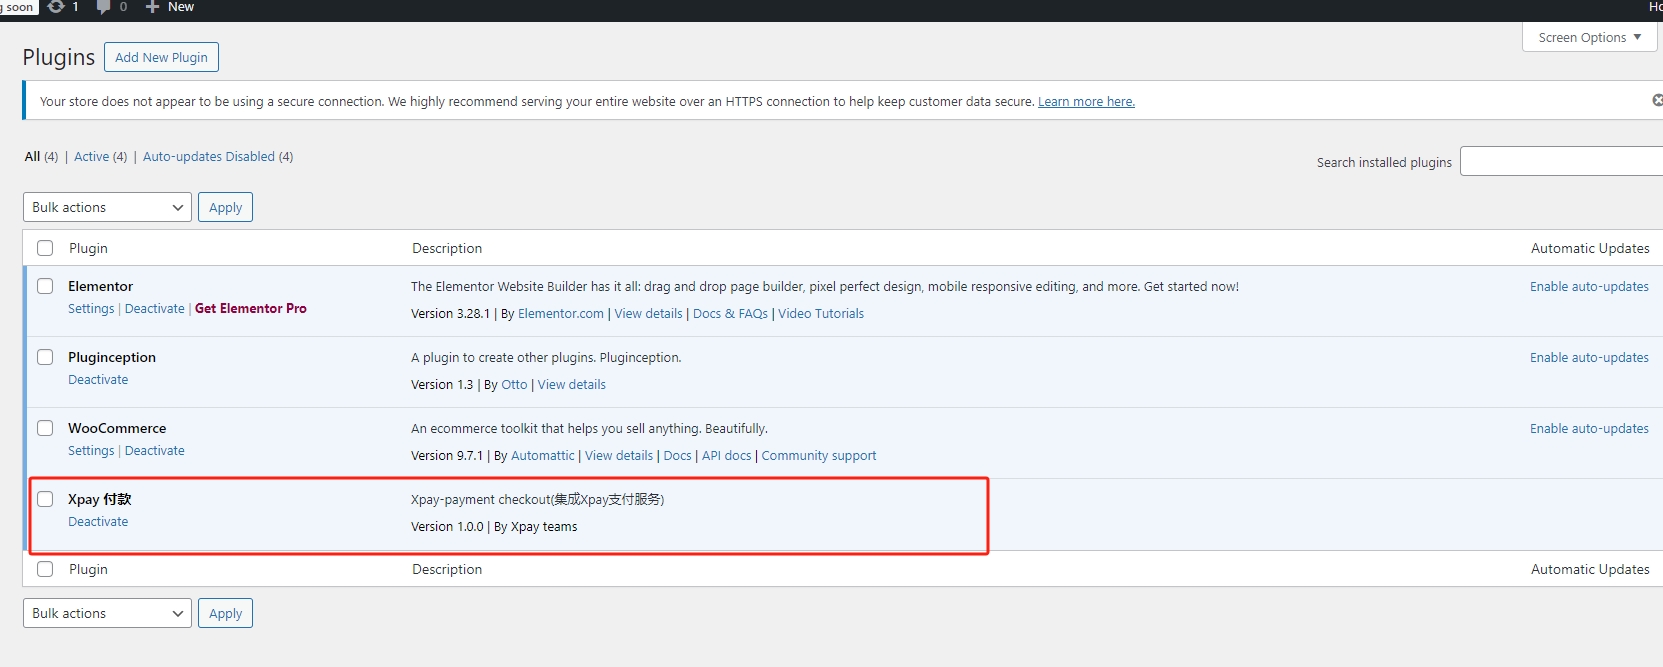 g soon 1 0 New Ho
Screen Options
Plugins Add New Plugin
Your store does not appear to be using a secure connection. We highly recommend serving your entire website over an HTTPS connection to help keep customer data secure. Learn more here.
All (4) | Active (4) | Auto-updates Disabled (4)
Search installed plugins
Bulk actions Apply
Plugin Description Automatic Updates
Elementor The Elementor Website Builder has it all: drag and drop page builder, pixel perfect design, mobile responsive editing, and more. Get started now! Enable auto-updates
Settings | Deactivate | Get Elementor Pro
Version 3.28.1 | By Elementor.com | View details | Docs & FAQs | Video Tutorials
Pluginception A plugin to create other plugins. Pluginception. Enable auto-updates
Deactivate
Version 1.3 | By Otto | View details
WooCommerce An ecommerce toolkit that helps you sell anything. Beautifully. Enable auto-updates
Settings | Deactivate
Version 9.7.1 | By Automattic | View details | Docs | API docs | Community support
Xpay 付款 Xpay-payment checkout(集成Xpay支付服务)
Deactivate
Version 1.0.0 | By Xpay teams
Plugin Description Automatic Updates
Bulk actions Apply